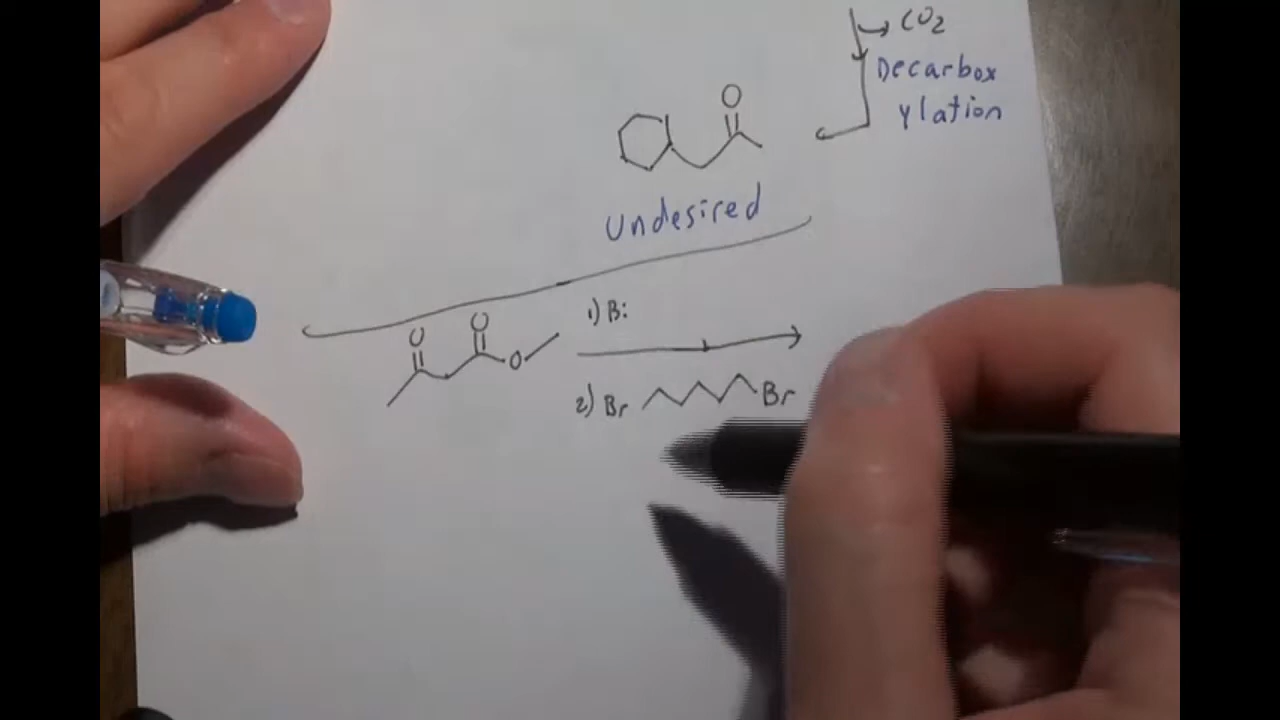 CO2
Decarbox
ylation
O
Undesired
1) B:
O O
O
2) Br Br